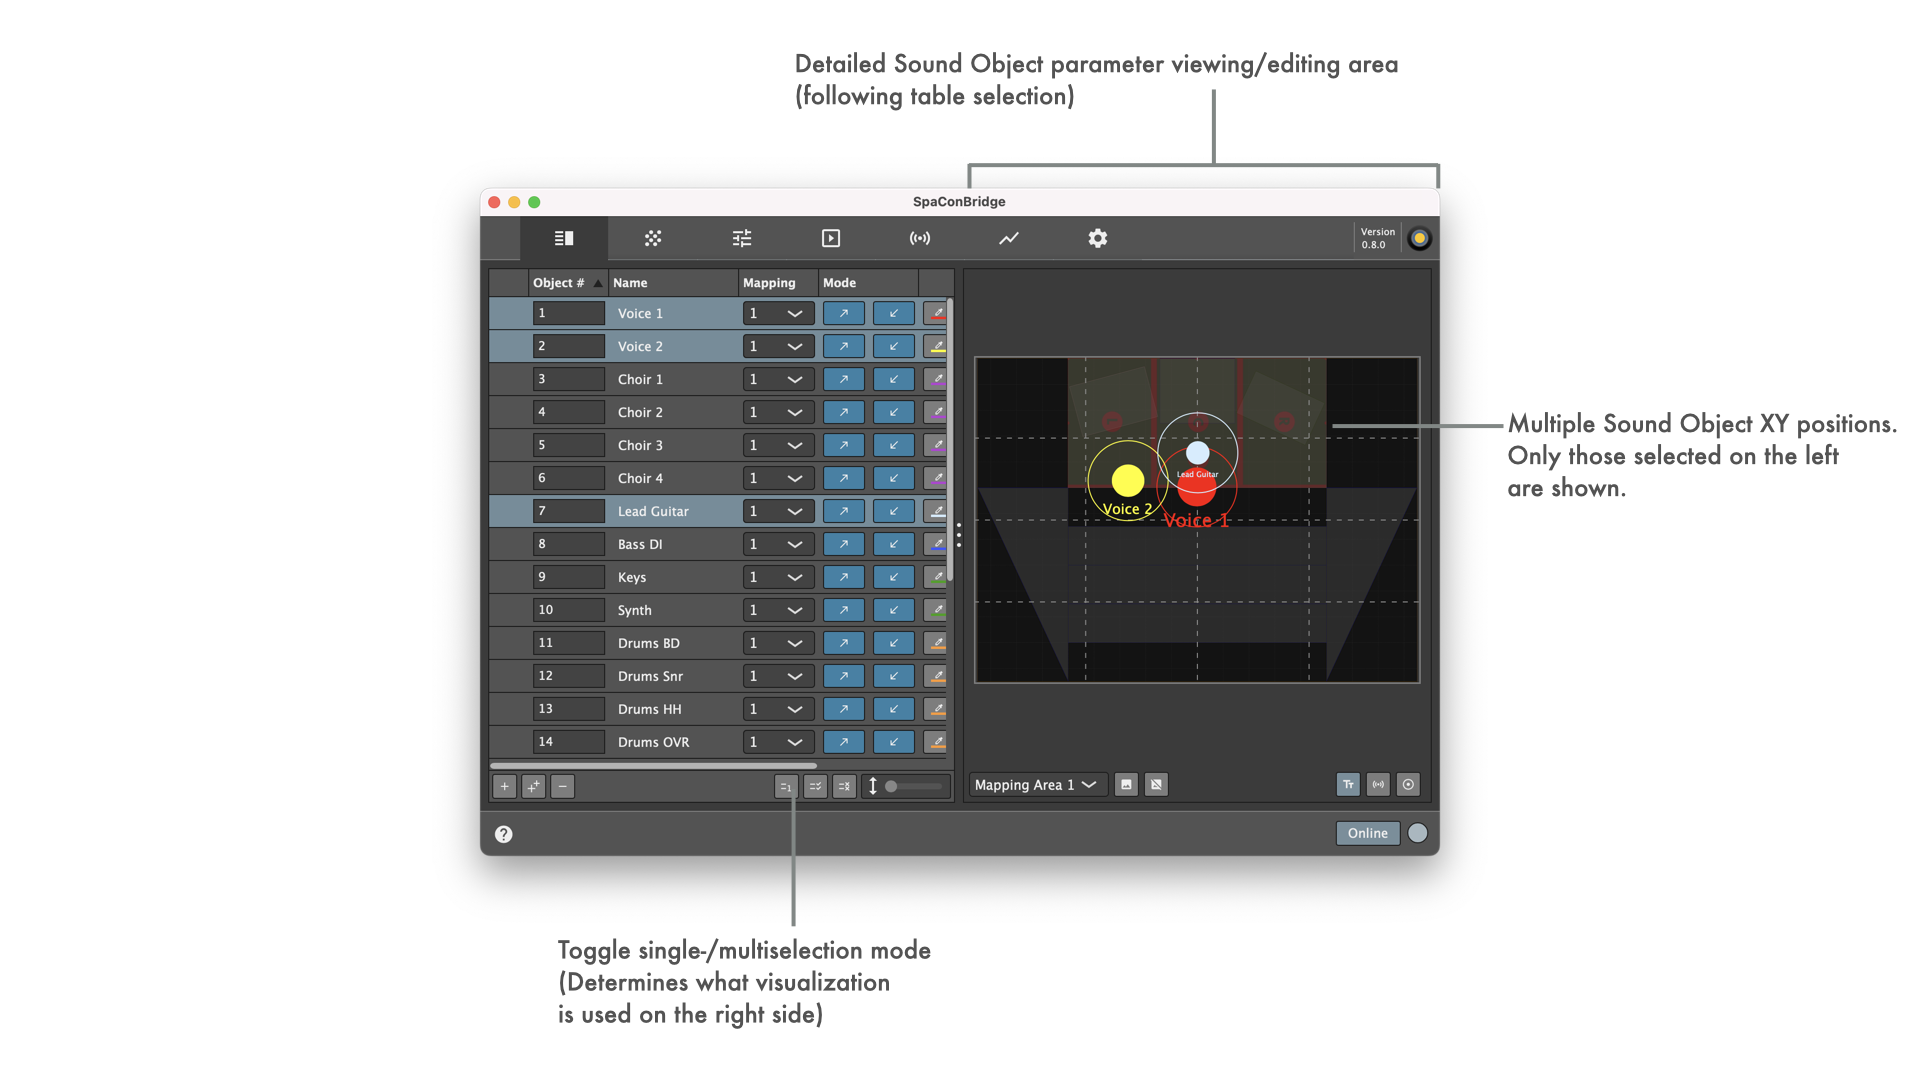 Detailed Sound Object parameter viewing/editing area
(following table selection)
SpaConBridge
Version
0.8.0
Object # Name Mapping Mode
1 Voice 1 1
2 Voice 2 1
3 Choir 1 1
4 Choir 2 1
5 Choir 3 1
6 Choir 4 1
7 Lead Guitar 1
8 Bass DI 1
9 Keys 1
10 Synth 1
11 Drums BD 1
12 Drums Snr 1
13 Drums HH 1
14 Drums OVR 1
Lead Guitar
Voice 2
Voice 1
Multiple Sound Object XY positions.
Only those selected on the left
are shown.
Mapping Area 1
Tт
Online
Toggle single-/multiselection mode
(Determines what visualization
is used on the right side)